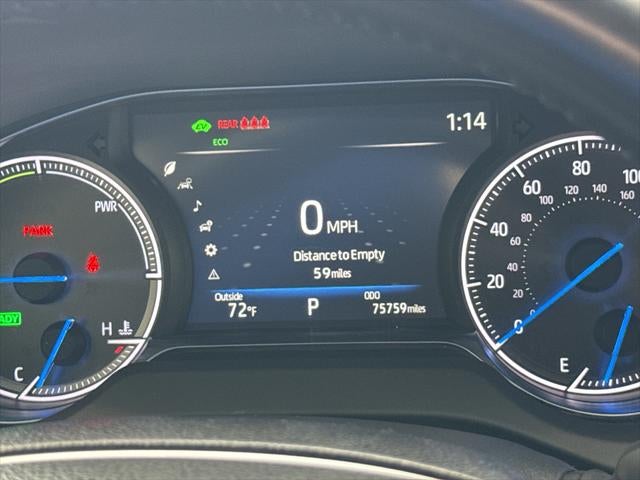 EV REAR
1:14
ECO
PWR
PARK
0 MPH
Distance to Empty
59 miles
READY
Outside
72°F
P
ODO
75759 miles
H
C
0
20
40
60
80
100
0
20
40
60
80
100
120
140
160
E